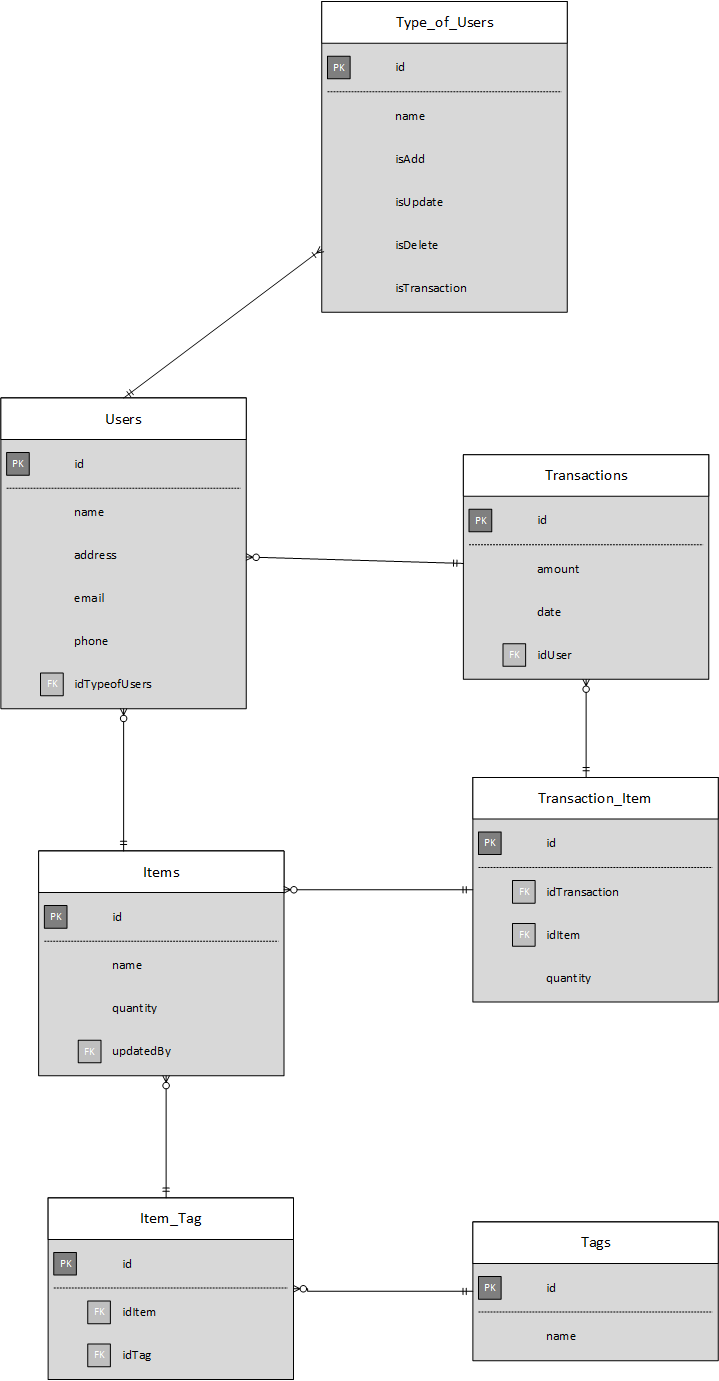 Type_of_Users
PK id
name
isAdd
isUpdate
isDelete
isTransaction
Users
PK id
name
address
email
phone
FK idTypeofUsers
Transactions
PK id
amount
date
FK idUser
Transaction_Item
PK id
FK idTransaction
FK idItem
quantity
Items
PK id
name
quantity
FK updatedBy
Item_Tag
PK id
FK idItem
FK idTag
Tags
PK id
name